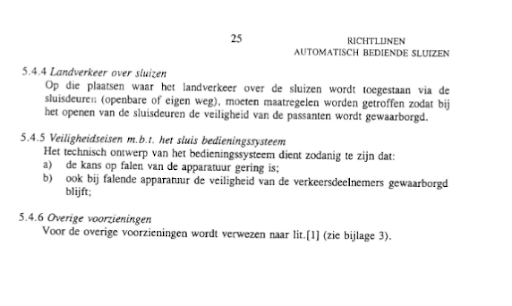 25
RICHTLIJNEN
AUTOMATISCH BEDIENDE SLUIZEN
5.4.4 Landverkeer over sluizen
Op die plaatsen waar het landverkeer over de sluizen wordt toegestaan via de
sluisdeuren (openbare of eigen weg), moeten maatregelen worden getroffen zodat bij
het openen van de sluisdeuren de veiligheid van de passanten wordt gewaarborgd.
5.4.5 Veiligheidseisen m.b.t. het sluis bedieningssysteem
Het technisch ontwerp van het bedieningssysteem dient zodanig te zijn dat:
a) de kans op falen van de apparatuur gering is;
b) ook bij falende apparatuur de veiligheid van de verkeersdeelnemers gewaarborgd
blijft;
5.4.6 Overige voorzieningen
Voor de overige voorzieningen wordt verwezen naar lit.[1] (zie bijlage 3).